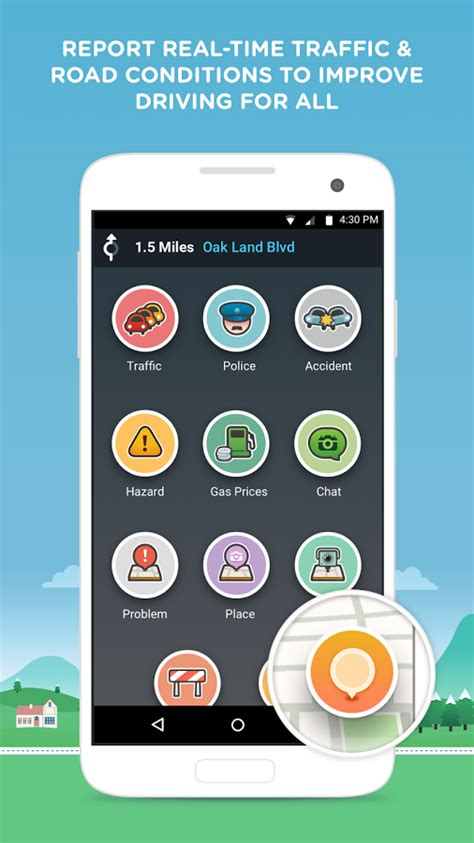 REPORT REAL-TIME TRAFFIC &
ROAD CONDITIONS TO IMPROVE
DRIVING FOR ALL
4:30 PM
1.5 Miles Oak Land Blvd
Traffic Police Accident
Hazard Gas Prices Chat
Problem Place